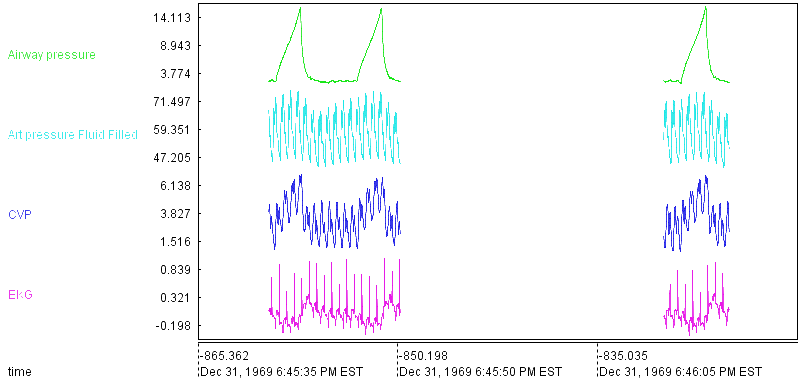 14.113
Airway pressure
8.943
3.774
71.497
Art pressure Fluid Filled
59.351
47.205
6.138
CVP
3.827
1.516
0.839
EKG
0.321
-0.198
-865.362
-850.198
-835.035
time
Dec 31, 1969 6:45:35 PM EST
Dec 31, 1969 6:45:50 PM EST
Dec 31, 1969 6:46:05 PM EST